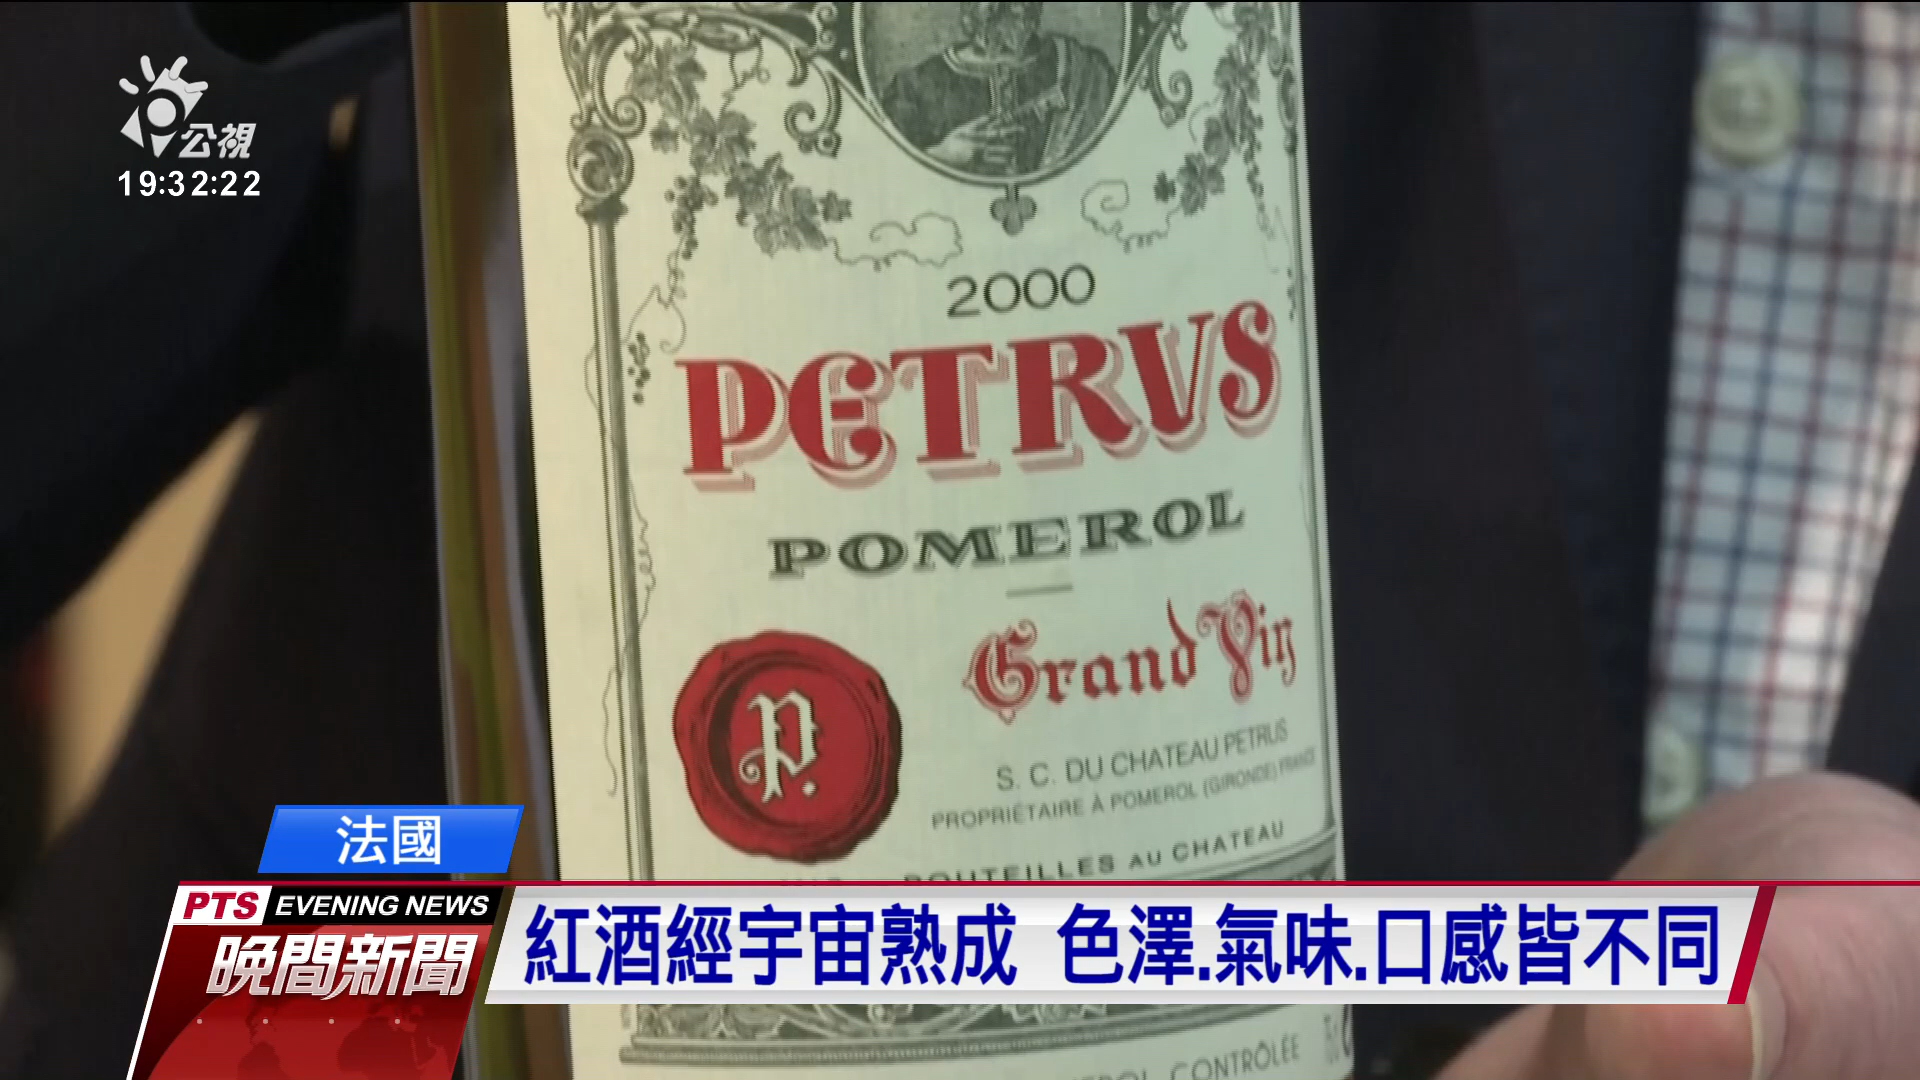 公視
19:32:22
2000
PETRVS
POMEROL
Grand Vin
P.
S. C. DU CHATEAU PETRUS
PROPRIÉTAIRE À POMEROL (GIRONDE) FRANCE
BOUTEILLES AU CHATEAU
法國
PTS EVENING NEWS
晚間新聞
紅酒經宇宙熟成 色澤.氣味.口感皆不同
CONTRÔLÉE